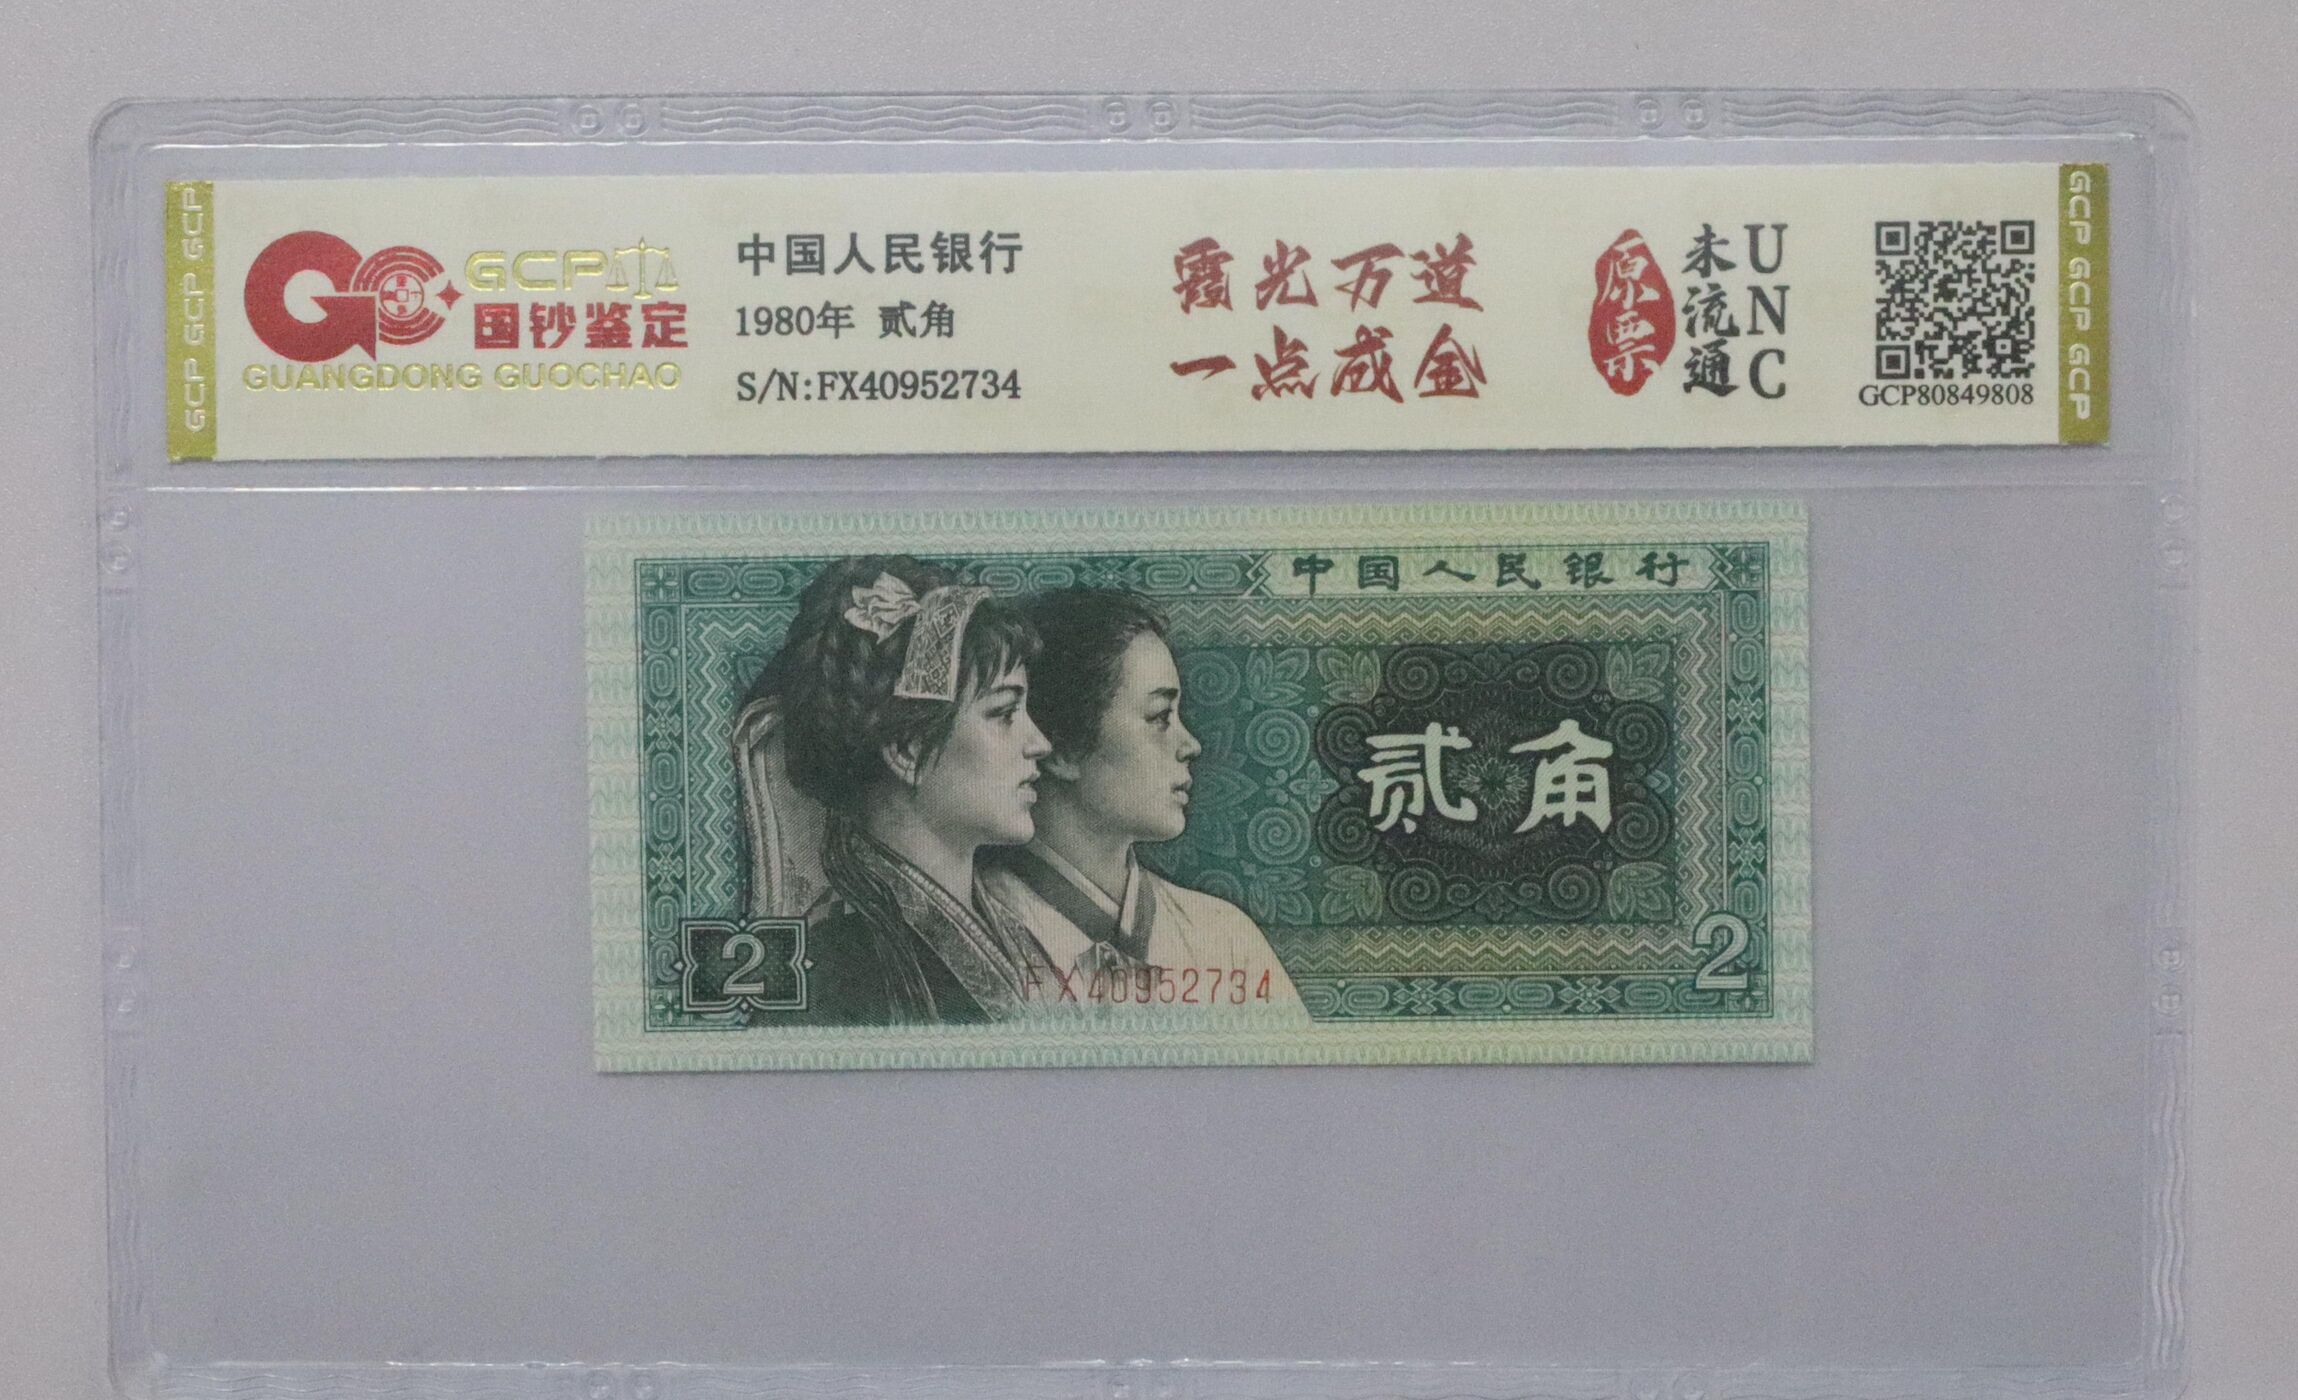 GCP GCP GCP
GCP
国钞鉴定
GUANGDONG GUOCHAO
中国人民银行
1980年 贰角
S/N:FX40952734
霞光万道
一点成金
原票
未流通
UNC
GCP80849808
GCP GCP GCP
中国人民银行
贰角
2
FX40952734
2